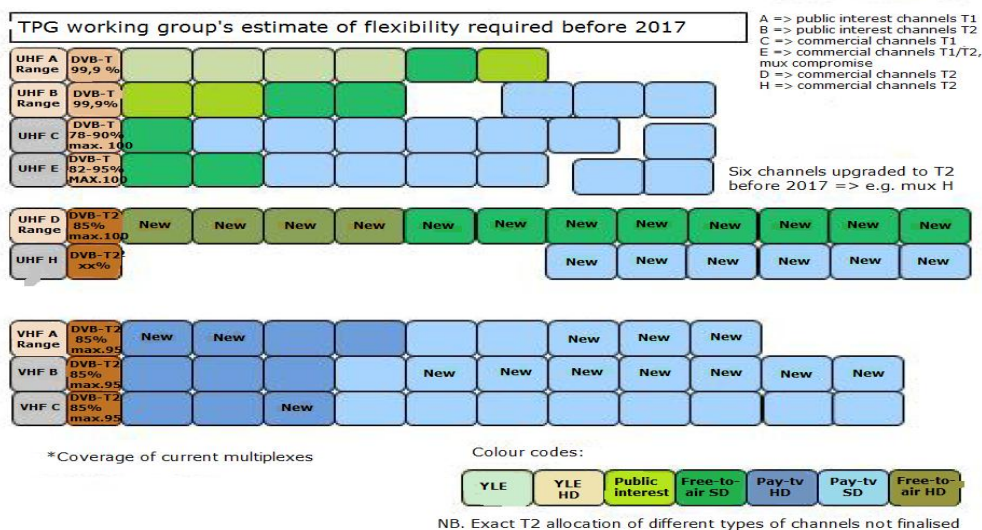 TPG working group's estimate of flexibility required before 2017
A => public interest channels T1
B => public interest channels T2
C => commercial channels T1
E => commercial channels T1/T2,
mux compromise
D => commercial channels T2
H => commercial channels T2
UHF A Range DVB-T 99,9 %
UHF B Range DVB-T 99,9%
UHF C DVB-T 78-90% max. 100
UHF E DVB-T 82-95% MAX.100
Six channels upgraded to T2
before 2017 => e.g. mux H
UHF D Range DVB-T2 85% max.100 New New New New New New New New New New New New
UHF H DVB-T2 xx% New New New New New New
VHF A Range DVB-T2 85% max.95 New New New New New
VHF B DVB-T2 85% max.95 New New New New New New New
VHF C DVB-T2 85% max.95 New
*Coverage of current multiplexes
Colour codes:
YLE YLE HD Public interest Free-to-air SD Pay-tv HD Pay-tv SD Free-to-air HD
NB. Exact T2 allocation of different types of channels not finalised